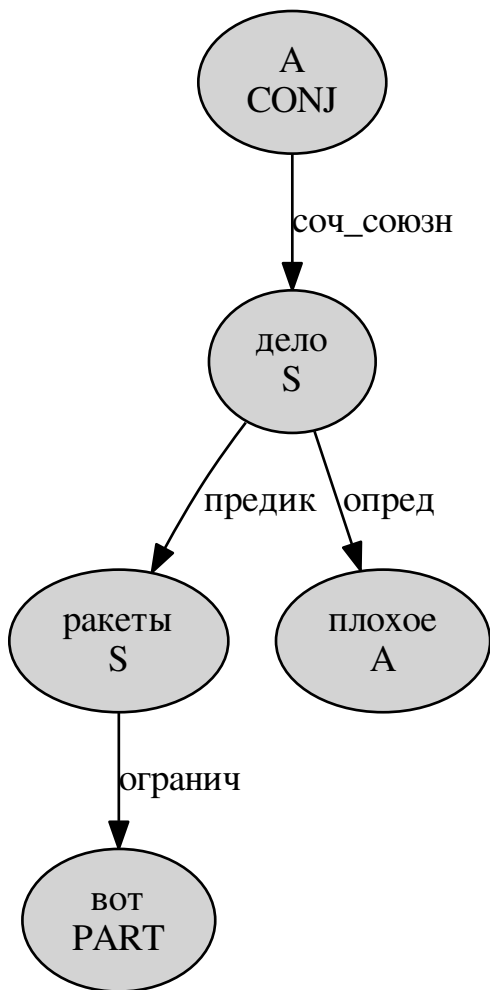 А
CONJ
соч_союзн
дело
S
предик
опред
ракеты
S
плохое
A
огранич
вот
PART